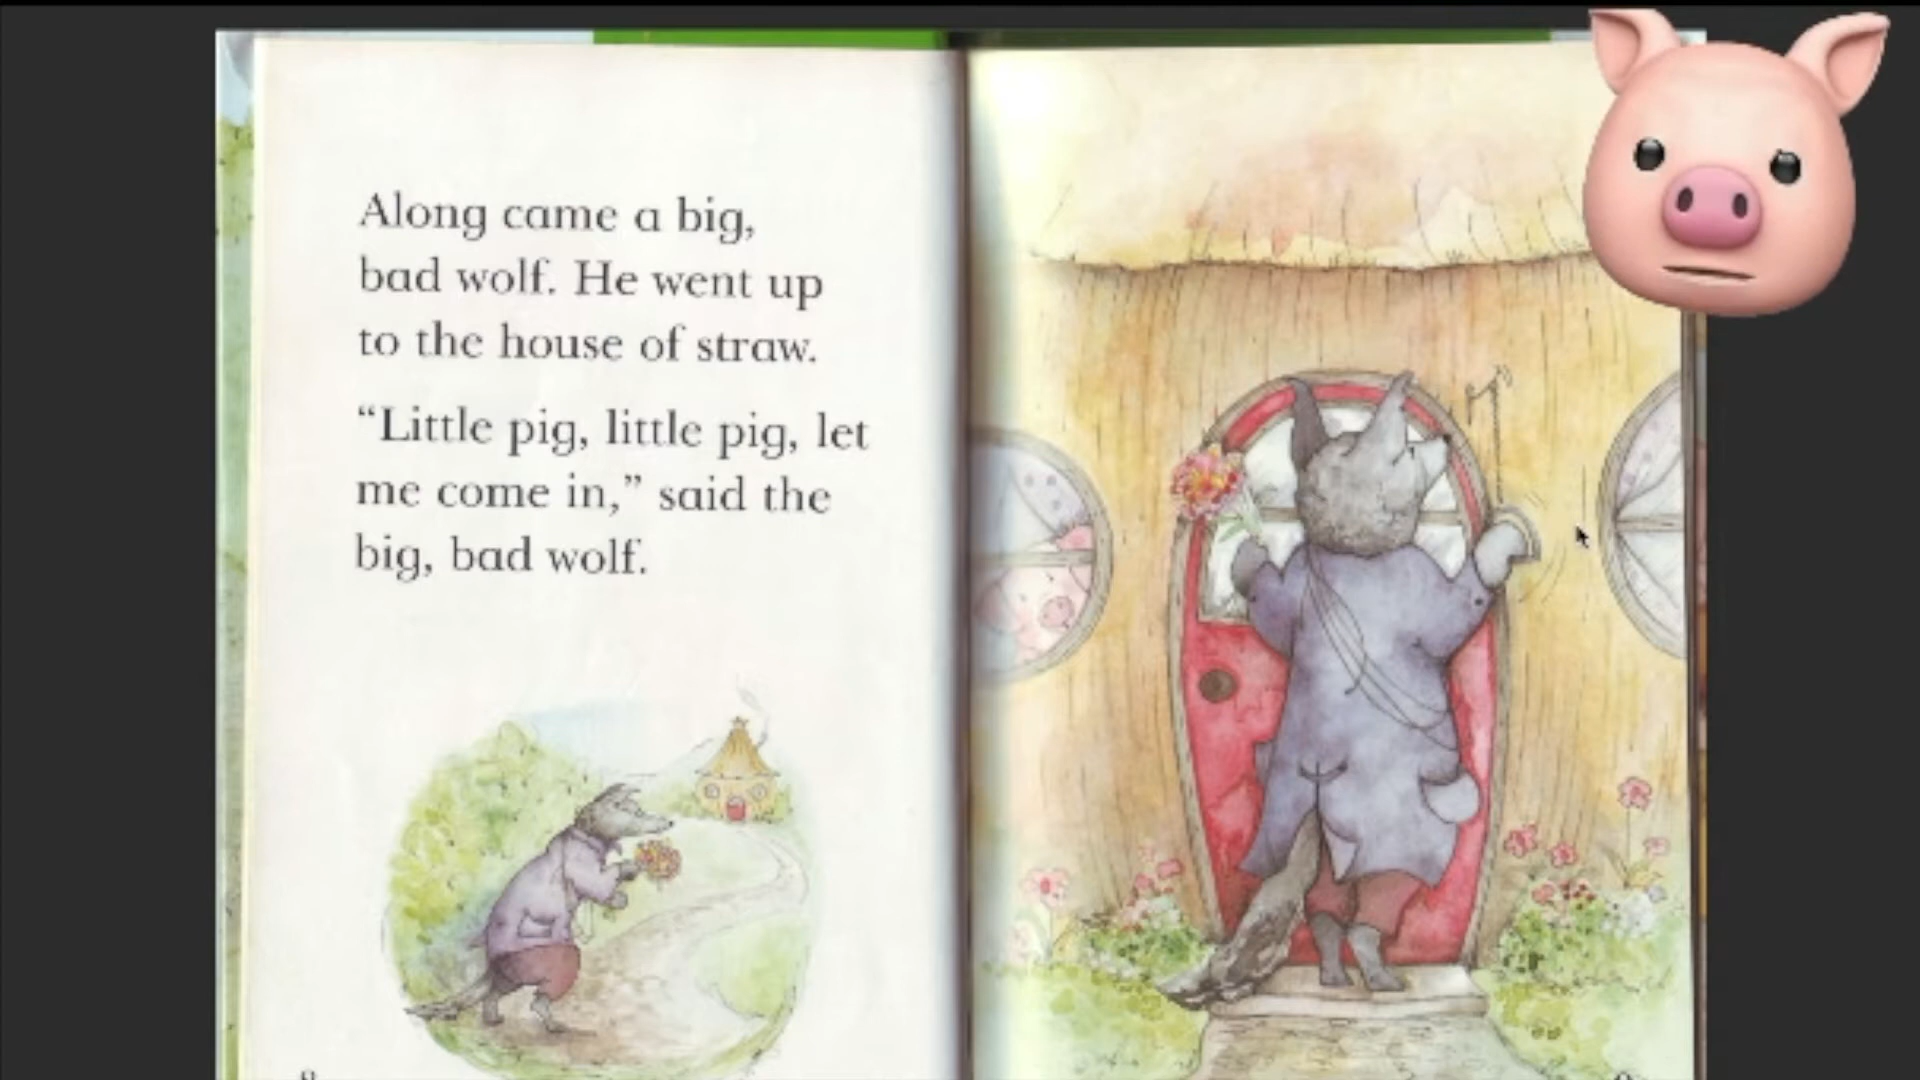 Along came a big,
bad wolf. He went up
to the house of straw.
“Little pig, little pig, let
me come in,” said the
big, bad wolf.